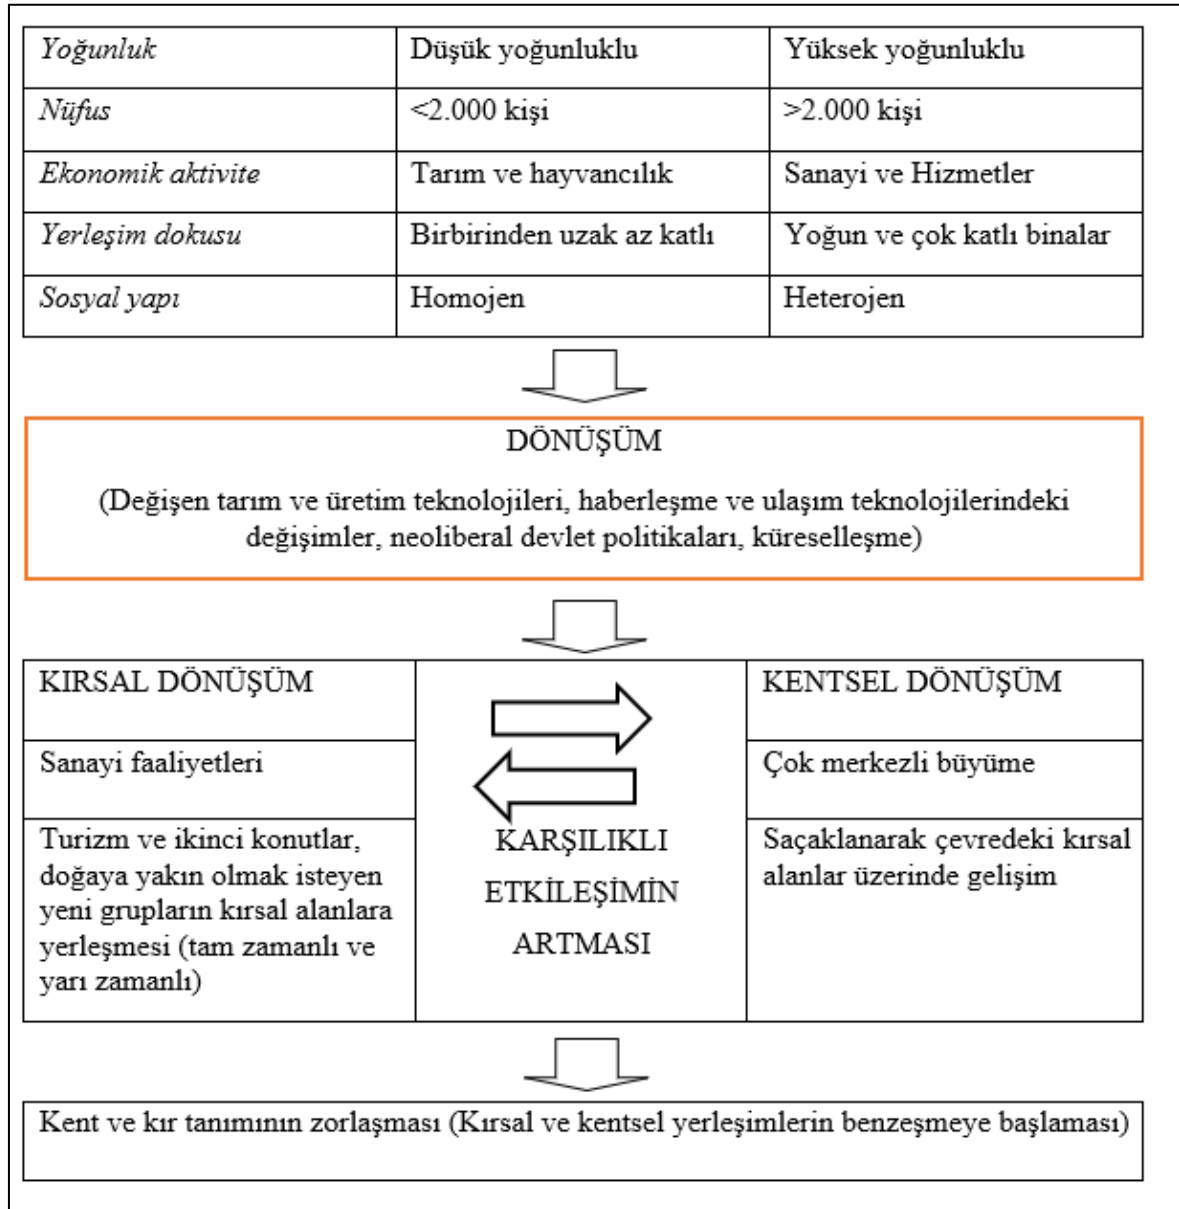 Yoğunluk Düşük yoğunluklu Yüksek yoğunluklu
Nüfus <2.000 kişi >2.000 kişi
Ekonomik aktivite Tarım ve hayvancılık Sanayi ve Hizmetler
Yerleşim dokusu Birbirinden uzak az katlı Yoğun ve çok katlı binalar
Sosyal yapı Homojen Heterojen
DÖNÜŞÜM
(Değişen tarım ve üretim teknolojileri, haberleşme ve ulaşım teknolojilerindeki
değişimler, neoliberal devlet politikaları, küreselleşme)
KIRSAL DÖNÜŞÜM
Sanayi faaliyetleri
Turizm ve ikinci konutlar,
doğaya yakın olmak isteyen
yeni grupların kırsal alanlara
yerleşmesi (tam zamanlı ve
yarı zamanlı)
KARŞILIKLI
ETKİLEŞİMİN
ARTMASI
KENTSEL DÖNÜŞÜM
Çok merkezli büyüme
Saçaklanarak çevredeki kırsal
alanlar üzerinde gelişim
Kent ve kır tanımının zorlaşması (Kırsal ve kentsel yerleşimlerin benzeşmeye başlaması)